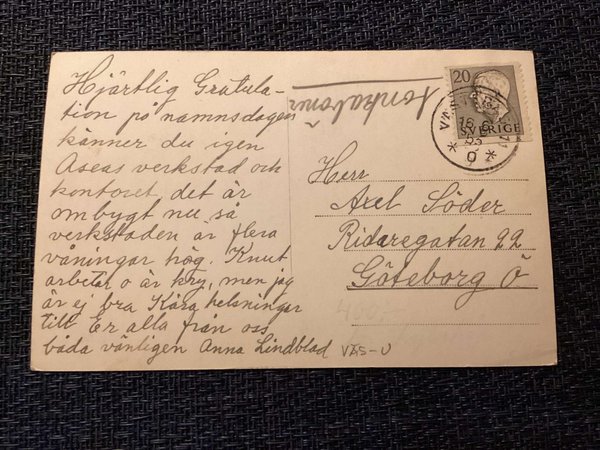 Hjärtlig Gratula-
tion på namnsdagen
känner du igen
Aseas verkstad och
kontoret det är
ombygt nu så
verkstaden är flera
våningar hög. Knut
arbetar o är kry, men jag
är ej bra Kära helsningar
till Er alla från oss
båda vänligen Anna Lindblad
VÄS-U
20
SVERIGE
Herr
Axel Söder
Ridaregatan 22
Göteborg Ö